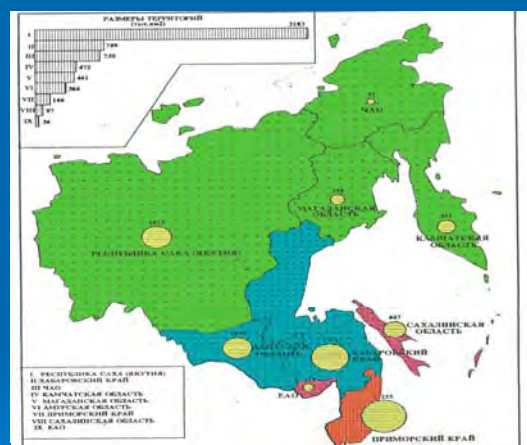 РАЗМЕРЫ ТЕРРИТОРИЙ
(тыс.км2)
I 3103
II 789
III 738
IV 472
V 461
VI 364
VII 166
VIII 87
IX 36
ЧАО
МАГАДАНСКАЯ
ОБЛАСТЬ
КАМЧАТСКАЯ
ОБЛАСТЬ
РЕСПУБЛИКА САХА (ЯКУТИЯ)
САХАЛИНСКАЯ
ОБЛАСТЬ
ХАБАРОВСКИЙ
КРАЙ
ЕАО
ПРИМОРСКИЙ КРАЙ
I РЕСПУБЛИКА САХА (ЯКУТИЯ)
II ХАБАРОВСКИЙ КРАЙ
III ЧАО
IV КАМЧАТСКАЯ ОБЛАСТЬ
V МАГАДАНСКАЯ ОБЛАСТЬ
VI АМУРСКАЯ ОБЛАСТЬ
VII ПРИМОРСКИЙ КРАЙ
VIII САХАЛИНСКАЯ ОБЛАСТЬ
IX ЕАО